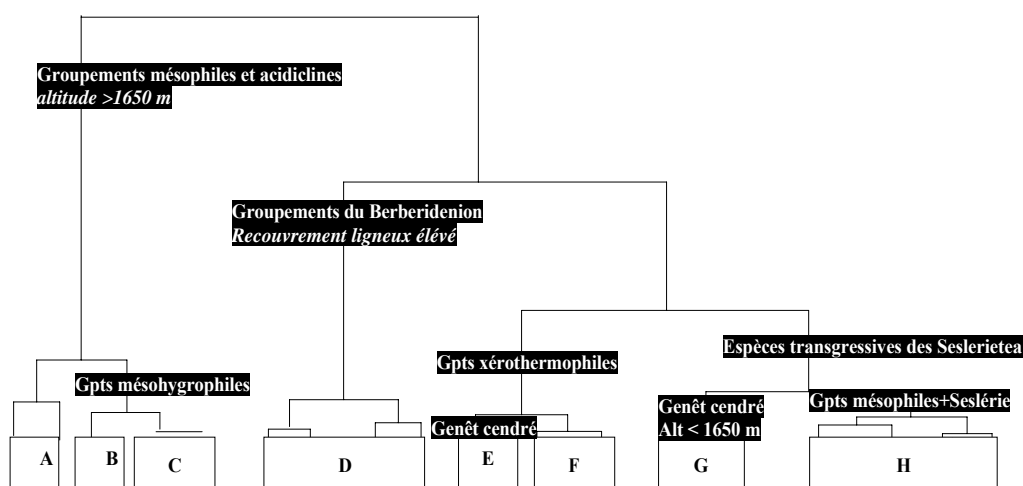 Groupements mésophiles et acidiclines
altitude >1650 m
Groupements du Berberidenion
Recouvrement ligneux élévé
Espèces transgressives des Seslerietea
Gpts xérothermophiles
Gpts mésohygrophiles
Genêt cendré
Genêt cendré
Alt < 1650 m
Gpts mésophiles+Seslérie
A
B
C
D
E
F
G
H